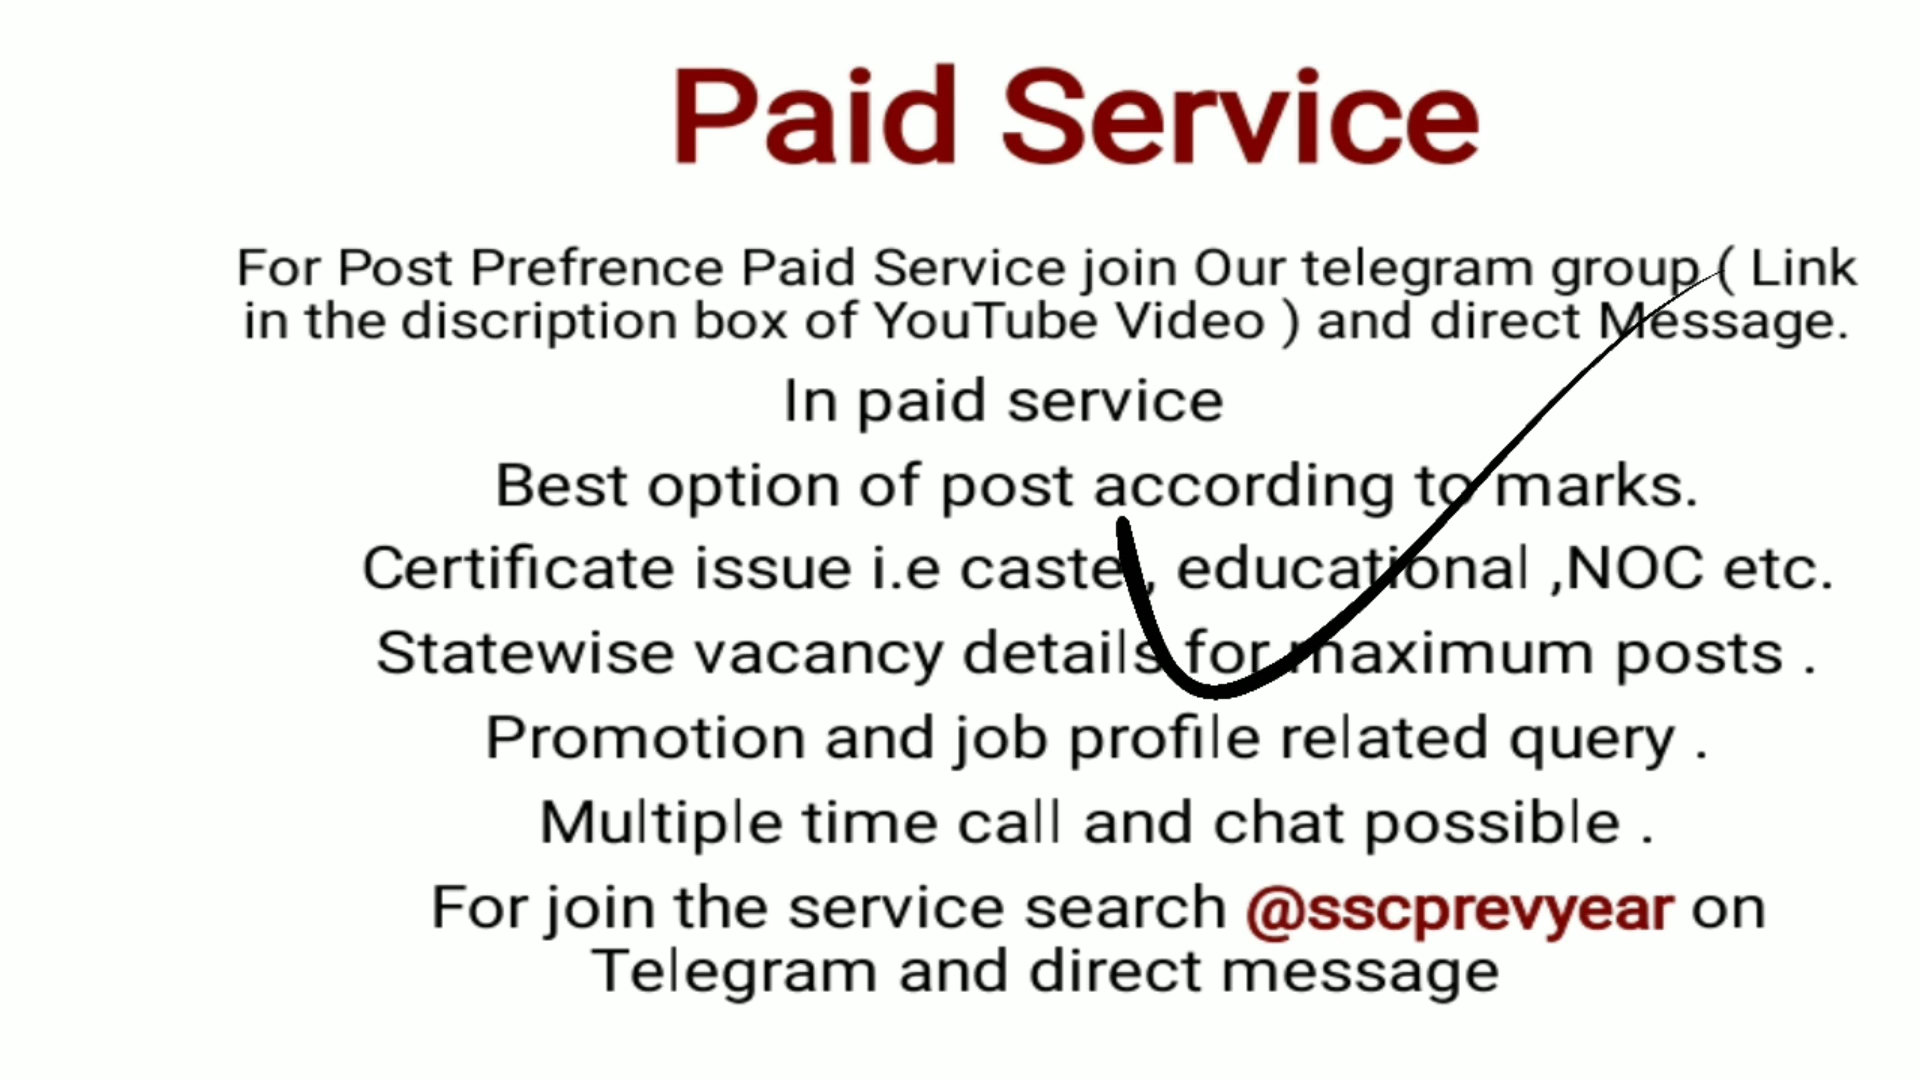 Paid Service
For Post Prefrence Paid Service join Our telegram group ( Link
in the discription box of YouTube Video ) and direct Message.
In paid service
Best option of post according to marks.
Certificate issue i.e caste , educational ,NOC etc.
Statewise vacancy details for maximum posts .
Promotion and job profile related query .
Multiple time call and chat possible .
For join the service search @sscprevyear on
Telegram and direct message